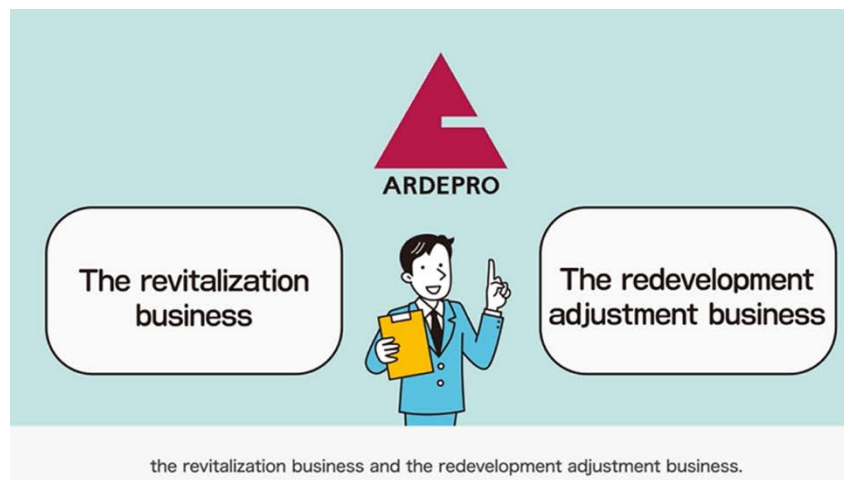 ARDEPRO
The revitalization
business
The redevelopment
adjustment business
the revitalization business and the redevelopment adjustment business.